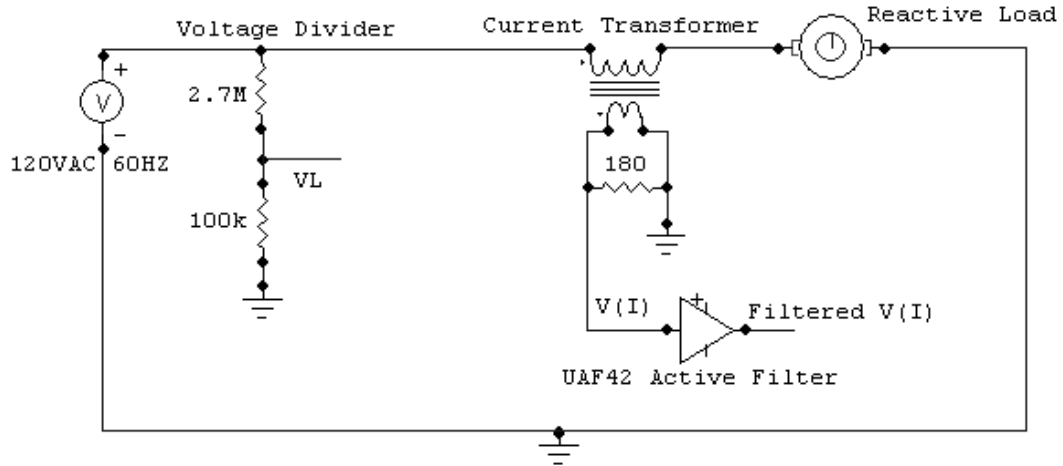 Reactive Load
Voltage Divider
Current Transformer
+
2.7M
V
-
120VAC 60HZ
VL
180
100k
V(I)
+
-
Filtered V(I)
UAF42 Active Filter